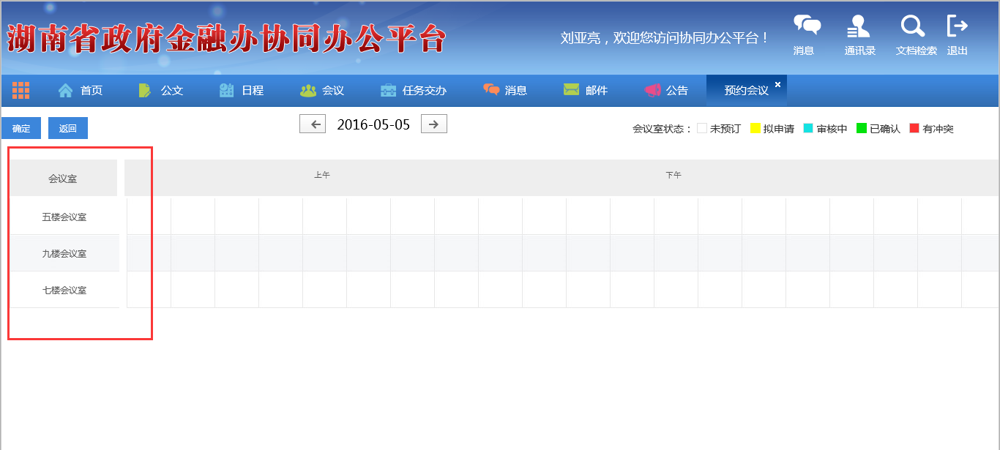 湖南省政府金融办协同办公平台
刘亚亮，欢迎您访问协同办公平台！
消息 通讯录 文档检索 退出
首页 公文 日程 会议 任务交办 消息 邮件 公告 预约会议 ×
确定 返回 2016-05-05 会议室状态： 未预订 拟申请 审核中 已确认 有冲突
会议室 上午 下午
五楼会议室
九楼会议室
七楼会议室